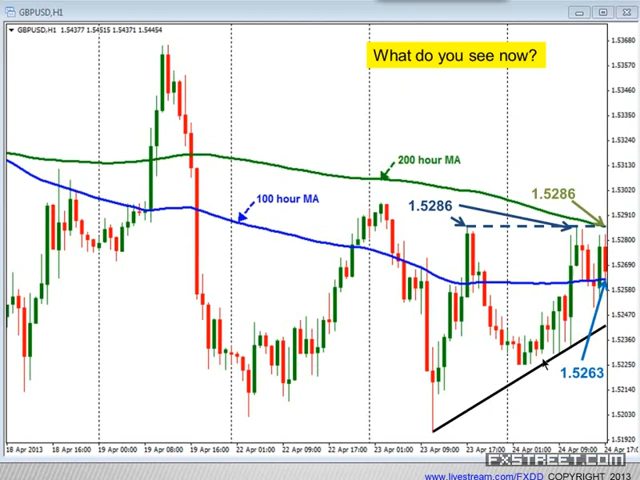 GBPUSD,H1
GBPUSD,H1 1.54377 1.54515 1.54371 1.54454
What do you see now?
1.53680
1.53570
1.53460
1.53350
1.53240
1.53130
1.53010
1.52910
1.52800
1.52690
1.52580
1.52470
1.52360
1.52250
1.52140
1.52030
1.51920
200 hour MA
100 hour MA
1.5286
1.5286
1.5263
18 Apr 2013
18 Apr 16:00
19 Apr 00:00
19 Apr 08:00
19 Apr 16:00
22 Apr 01:00
22 Apr 09:00
22 Apr 17:00
23 Apr 01:00
23 Apr 09:00
23 Apr 17:00
24 Apr 01:00
24 Apr 09:00
24 Apr 17:00
FXSTREET.COM
www.livestream.com/FXDD COPYRIGHT 2013